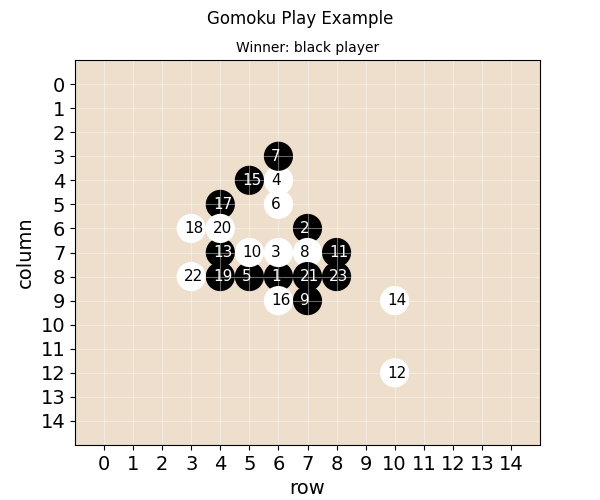 Gomoku Play Example
Winner: black player
column
0
1
2
3 7
4 15 4
5 17 6
6 18 20 2
7 13 10 3 8 11
8 22 19 5 1 21 23
9 16 9 14
10
11
12 12
13
14
0 1 2 3 4 5 6 7 8 9 10 11 12 13 14
row